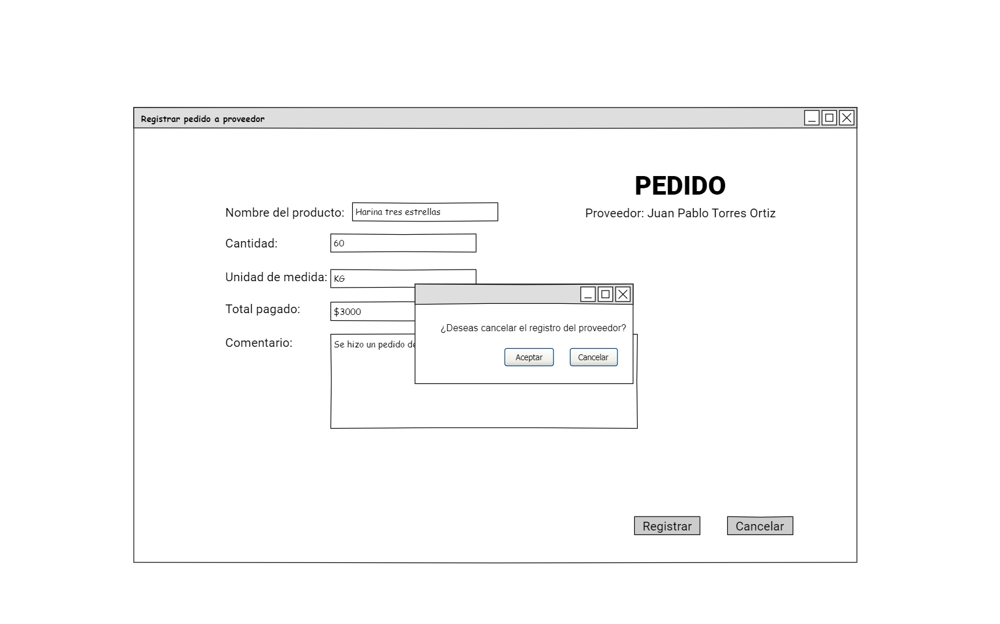 Registrar pedido a proveedor
PEDIDO
Nombre del producto: Harina tres estrellas
Proveedor: Juan Pablo Torres Ortiz
Cantidad: 60
Unidad de medida: KG
Total pagado: $3000
¿Deseas cancelar el registro del proveedor?
Comentario: Se hizo un pedido de
Aceptar Cancelar
Registrar Cancelar